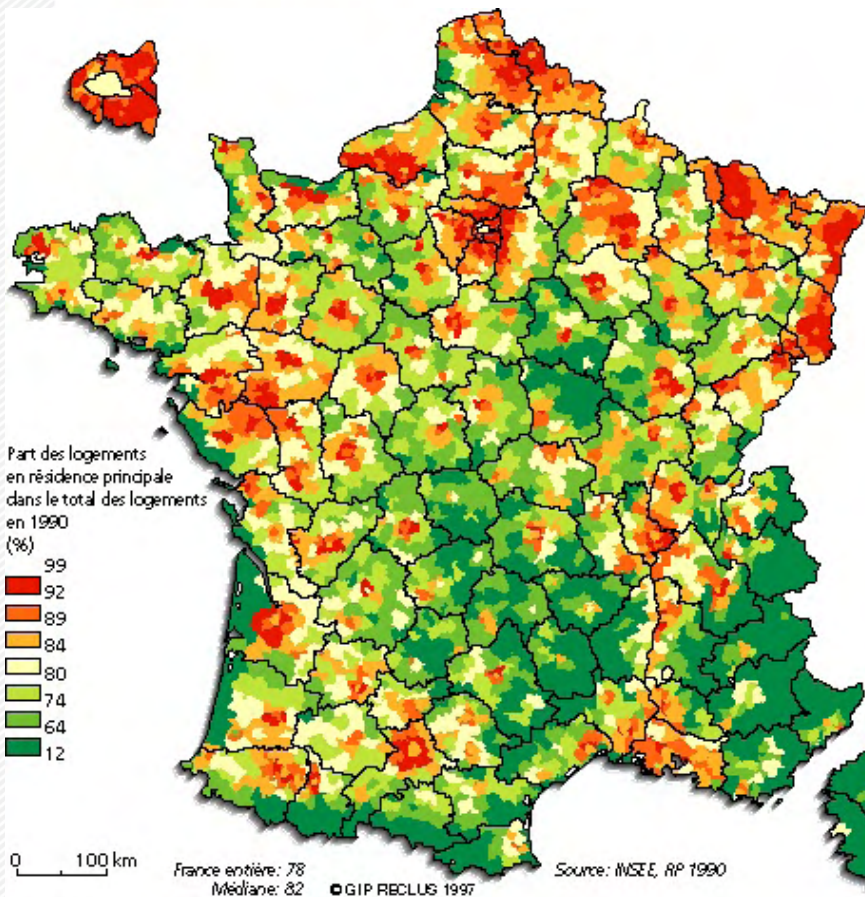 Part des logements
en résidence principale
dans le total des logements
en 1990
(%)
99
92
89
84
80
74
64
12
0 100 km
France entière: 78
Médiane: 82 ©GIP RECLUS 1997
Source: INSEE, RP 1990